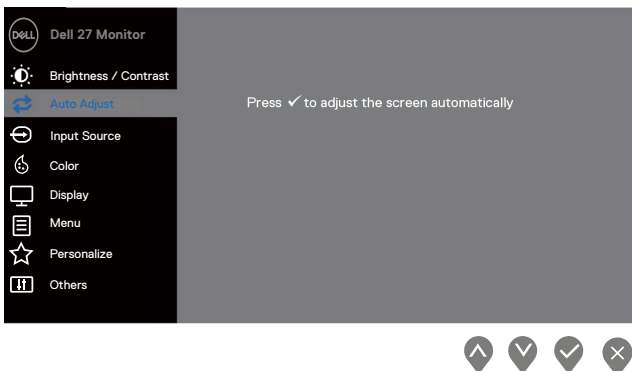 DELL
Dell 27 Monitor
Brightness / Contrast
Auto Adjust
Press ✓ to adjust the screen automatically
Input Source
Color
Display
Menu
Personalize
Others